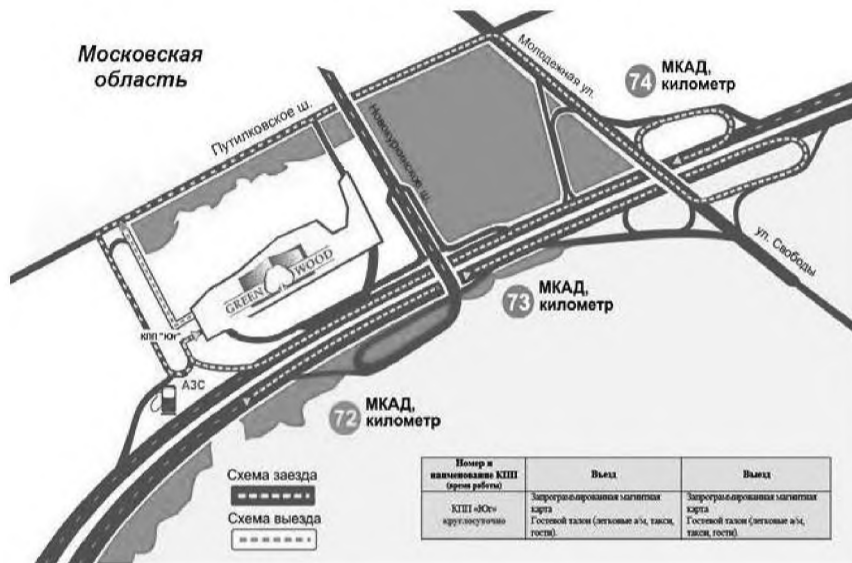 Московская
область
Путилковское ш.
Новокуркинское ш.
Молодежная ул.
74 МКАД,
километр
ул. Свободы
GREEN WOOD
КПП "Юг"
АЗС
73 МКАД,
километр
72 МКАД,
километр
Схема заезда
Схема выезда
Номер и
наименование КПП
(время работы)
Въезд
Выезд
КПП «Юг»
круглосуточно
Запрограммированная магнитная
карта
Гостевой талон (легковые а/м, такси,
гости).
Запрограммированная магнитная
карта
Гостевой талон (легковые а/м,
такси, гости).